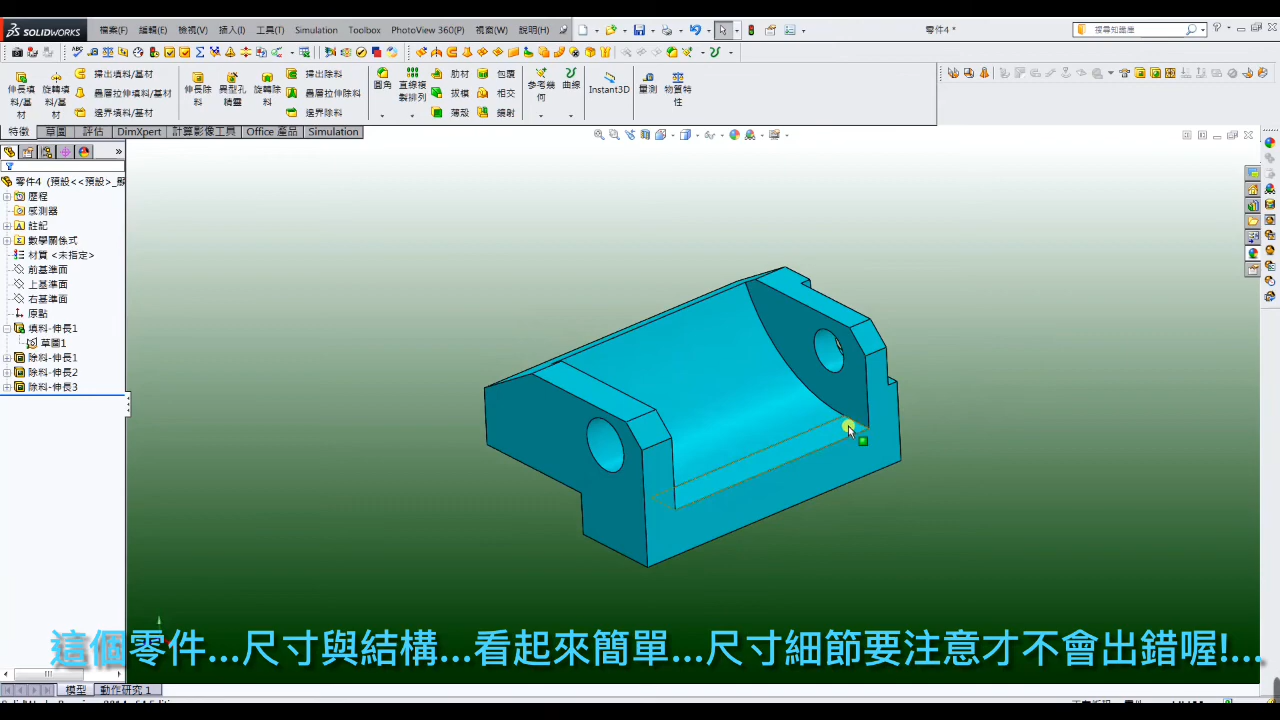 SOLIDWORKS
檔案(F) 編輯(E) 檢視(V) 插入(I) 工具(T) Simulation Toolbox PhotoView 360(P) 視窗(W) 說明(H)
零件4 *
搜尋知識庫
伸長填料/基材
旋轉填料/基材
掃出填料/基材
疊層拉伸填料/基材
邊界填料/基材
伸長除料
異型孔精靈
旋轉除料
掃出除料
疊層拉伸除料
邊界除料
圓角
直線複製排列
肋材
拔模
薄殼
包覆
相交
鏡射
參考幾何
曲線
Instant3D
量測
物質特性
特徵 草圖 評估 DimXpert 計算影像工具 Office 產品 Simulation
零件4 (預設<<預設>_顯
歷程
感測器
註記
數學關係式
材質 <未指定>
前基準面
上基準面
右基準面
原點
填料-伸長1
草圖1
除料-伸長1
除料-伸長2
除料-伸長3
這個零件...尺寸與結構...看起來簡單...尺寸細節要注意才不會出錯喔!...
模型 動作研究 1